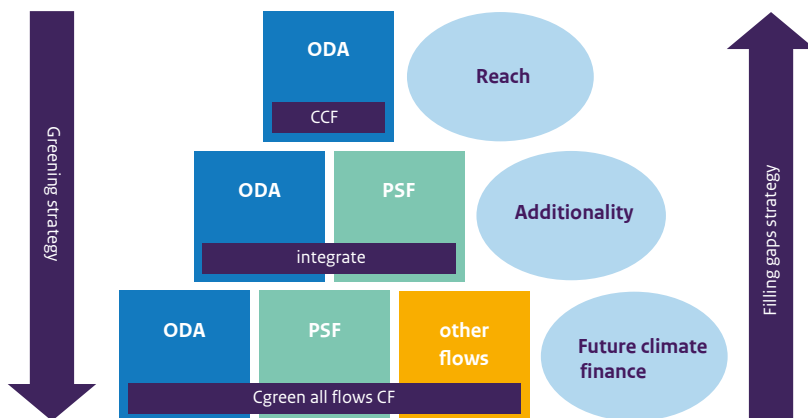 Greening strategy
ODA
CCF
Reach
ODA
PSF
integrate
Additionality
ODA
PSF
other
flows
Cgreen all flows CF
Future climate
finance
Filling gaps strategy